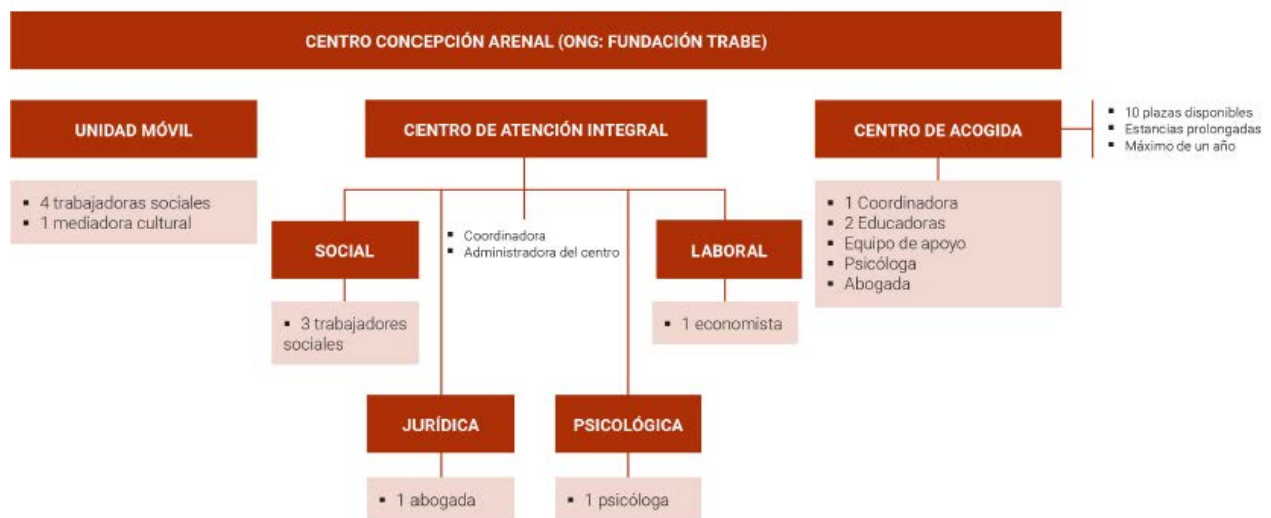 CENTRO CONCEPCIÓN ARENAL (ONG: FUNDACIÓN TRABE)
UNIDAD MÓVIL
▪ 4 trabajadoras sociales
▪ 1 mediadora cultural
CENTRO DE ATENCIÓN INTEGRAL
▪ Coordinadora
▪ Administradora del centro
SOCIAL
▪ 3 trabajadores
sociales
JURÍDICA
▪ 1 abogada
PSICOLÓGICA
▪ 1 psicóloga
LABORAL
▪ 1 economista
CENTRO DE ACOGIDA
▪ 10 plazas disponibles
▪ Estancias prolongadas
▪ Máximo de un año
▪ 1 Coordinadora
▪ 2 Educadoras
▪ Equipo de apoyo
▪ Psicóloga
▪ Abogada